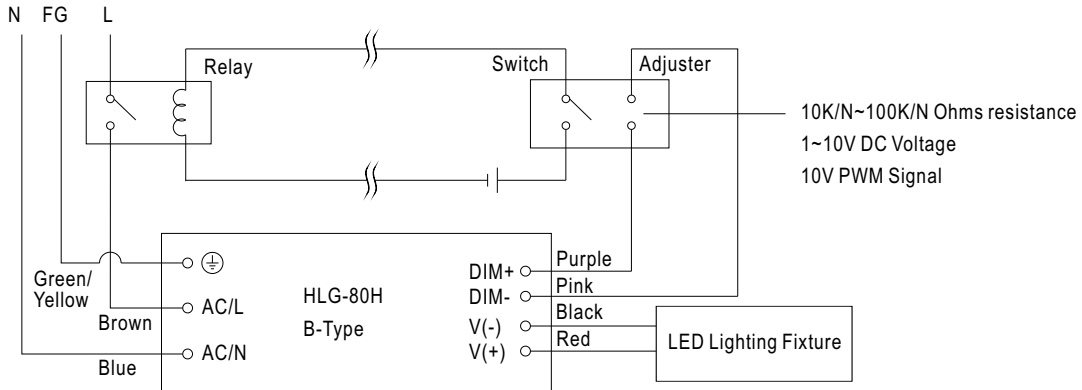 N FG L
Relay
Switch
Adjuster
10K/N~100K/N Ohms resistance
1~10V DC Voltage
10V PWM Signal
Green/
Yellow
Brown
Blue
AC/L
AC/N
HLG-80H
B-Type
DIM+
DIM-
V(-)
V(+)
Purple
Pink
Black
Red
LED Lighting Fixture